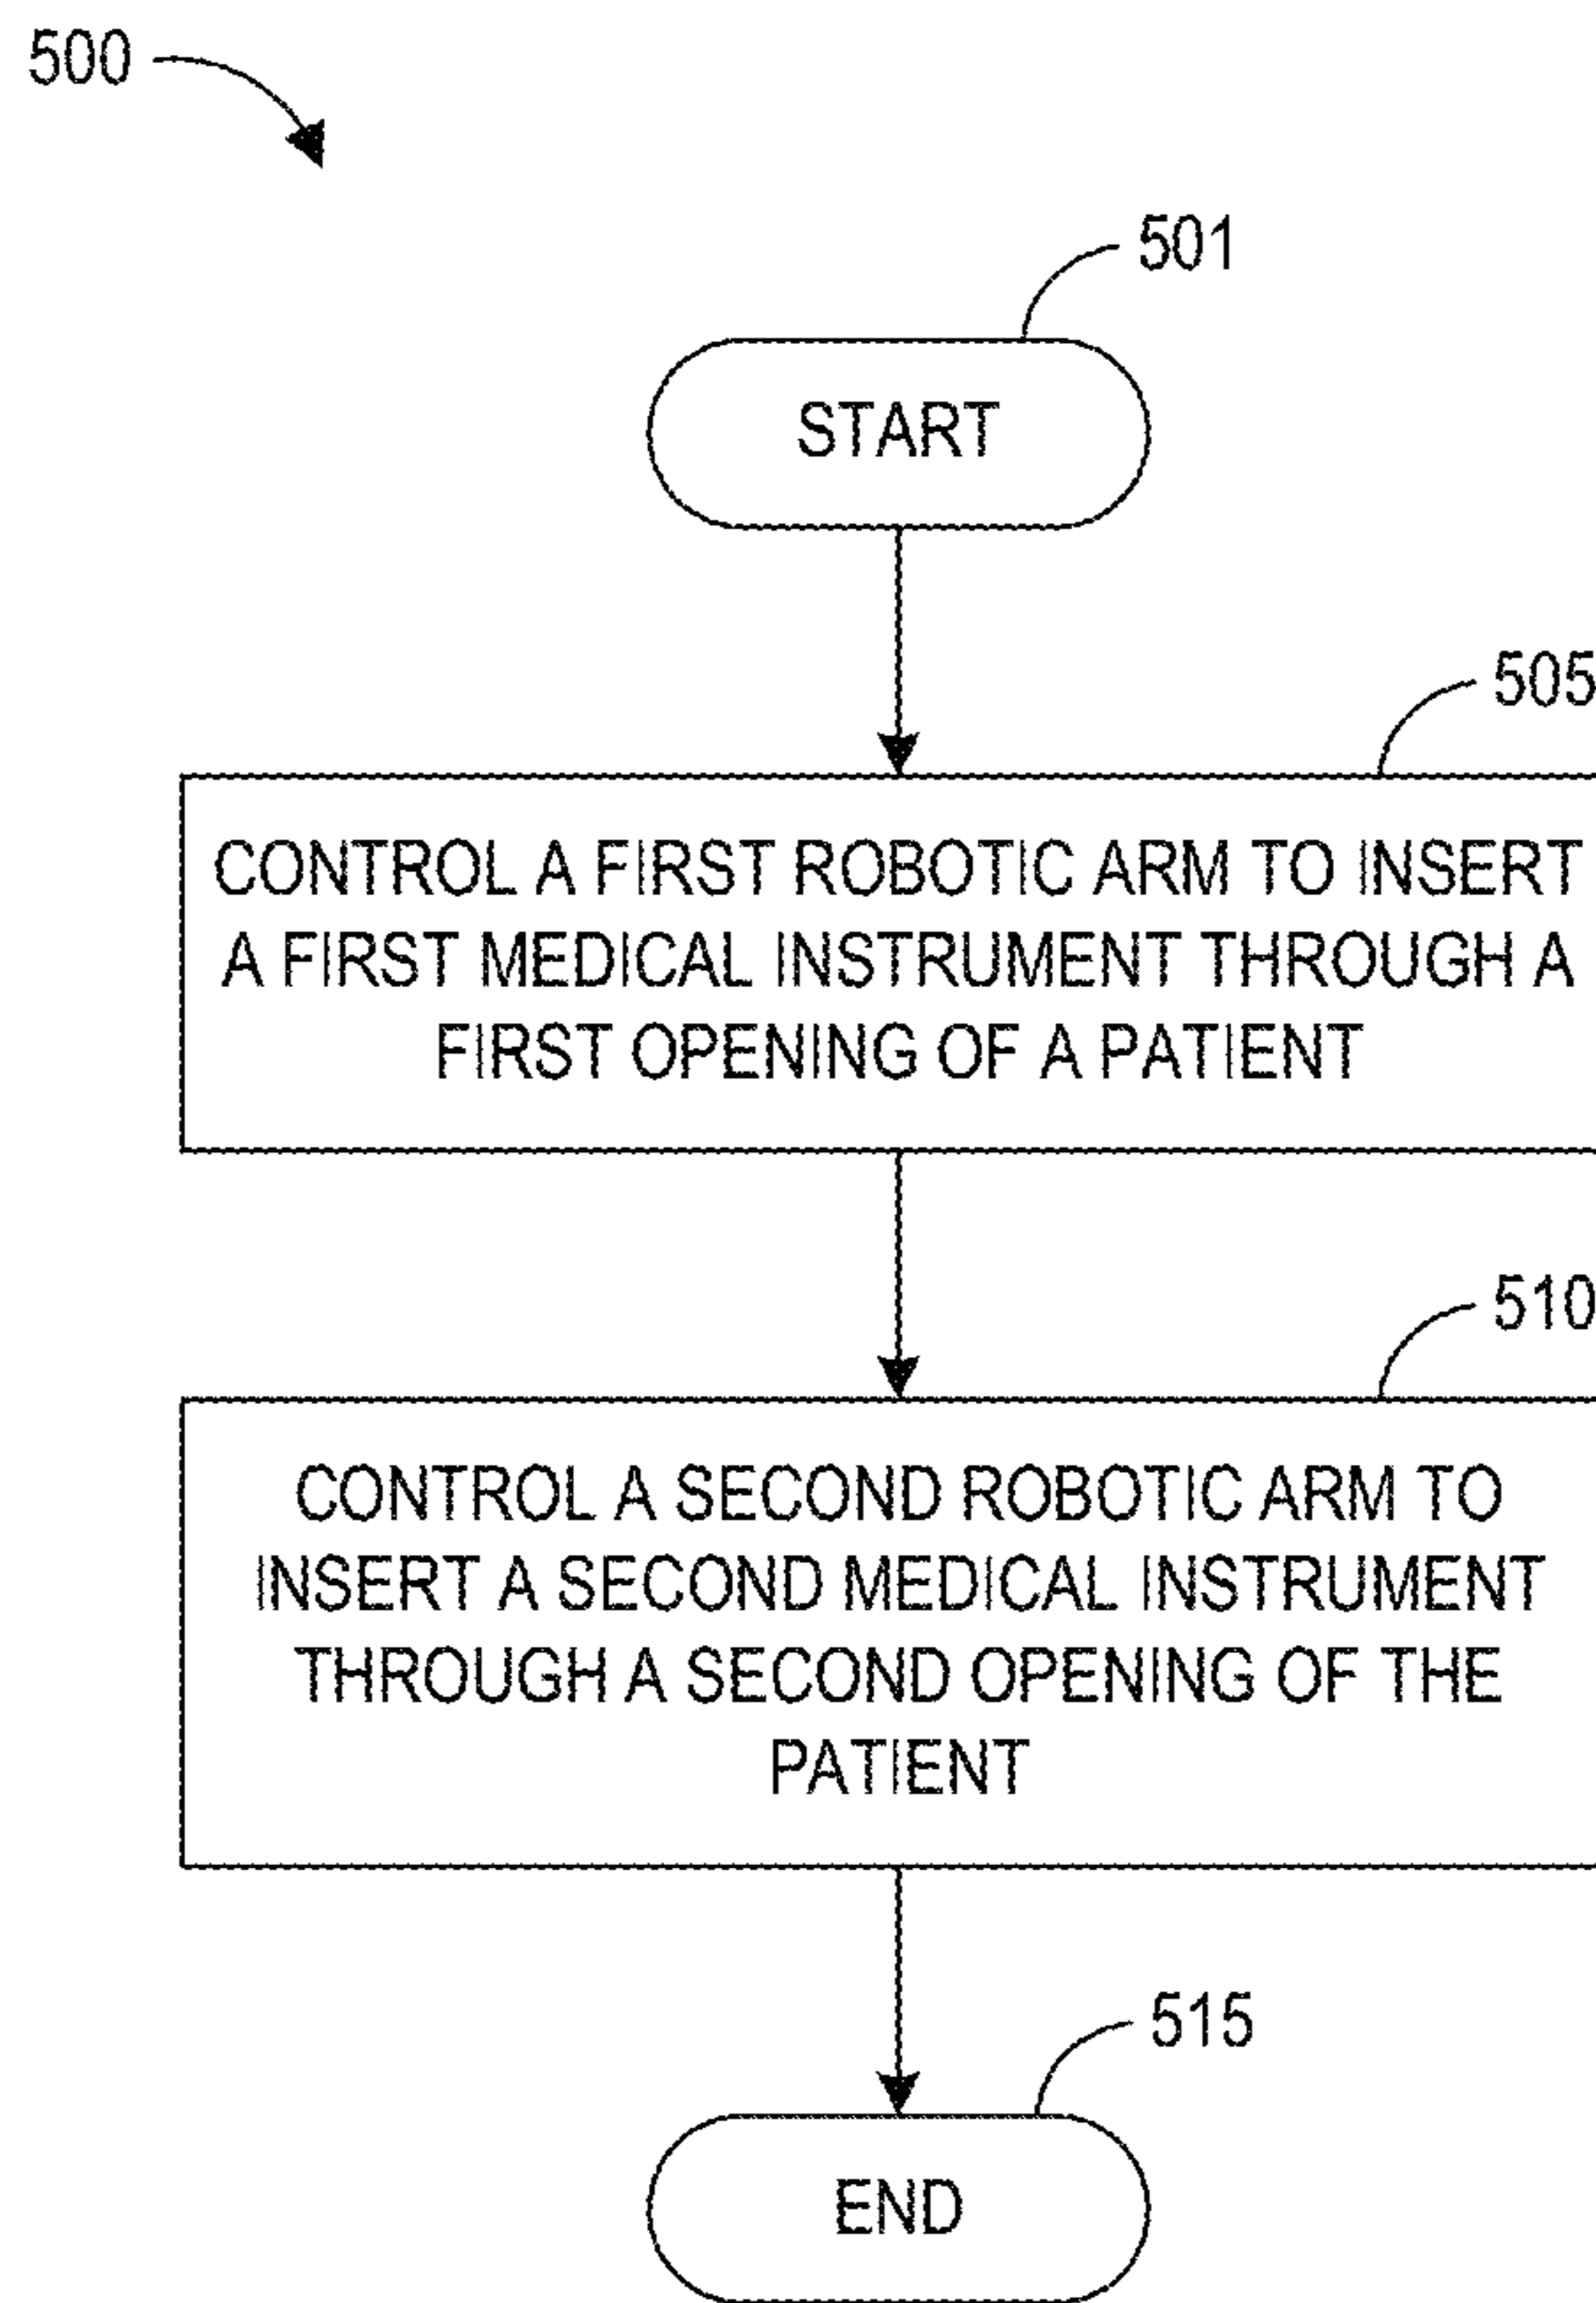 500
501
START
505
CONTROL A FIRST ROBOTIC ARM TO INSERT
A FIRST MEDICAL INSTRUMENT THROUGH A
FIRST OPENING OF A PATIENT
510
CONTROL A SECOND ROBOTIC ARM TO
INSERT A SECOND MEDICAL INSTRUMENT
THROUGH A SECOND OPENING OF THE
PATIENT
515
END